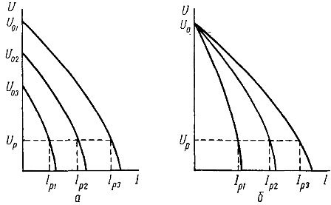 U
U₀₁
U₀₂
U₀₃
Uₚ
Iₚ₁ Iₚ₂ Iₚ₃ I
а
U
U₀
Uₚ
Iₚ₁ Iₚ₂ Iₚ₃ I
б